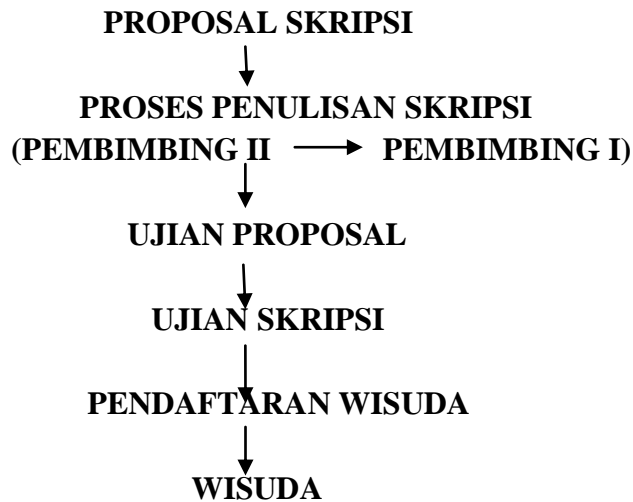 PROPOSAL SKRIPSI
PROSES PENULISAN SKRIPSI
(PEMBIMBING II PEMBIMBING I)
UJIAN PROPOSAL
UJIAN SKRIPSI
PENDAFTARAN WISUDA
WISUDA